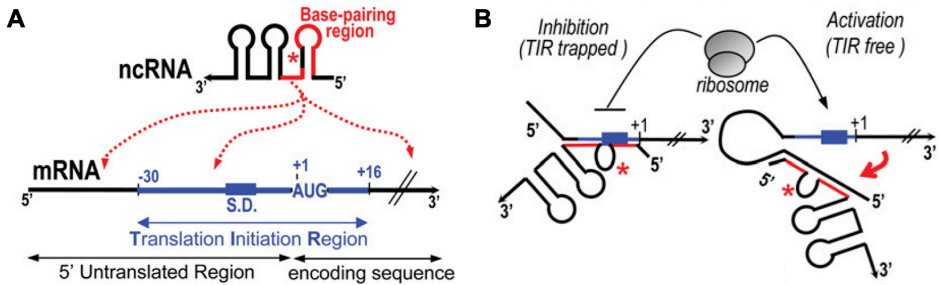 A
Base-pairing
region
*
ncRNA
3’
5’
mRNA
-30
+1
+16
AUG
5’
S.D.
3’
Translation Initiation Region
5’ Untranslated Region
encoding sequence
B
Inhibition
(TIR trapped )
Activation
(TIR free )
ribosome
5’
+1
3’
5’
*
3’
+1
3’
5’
*
5’
3’